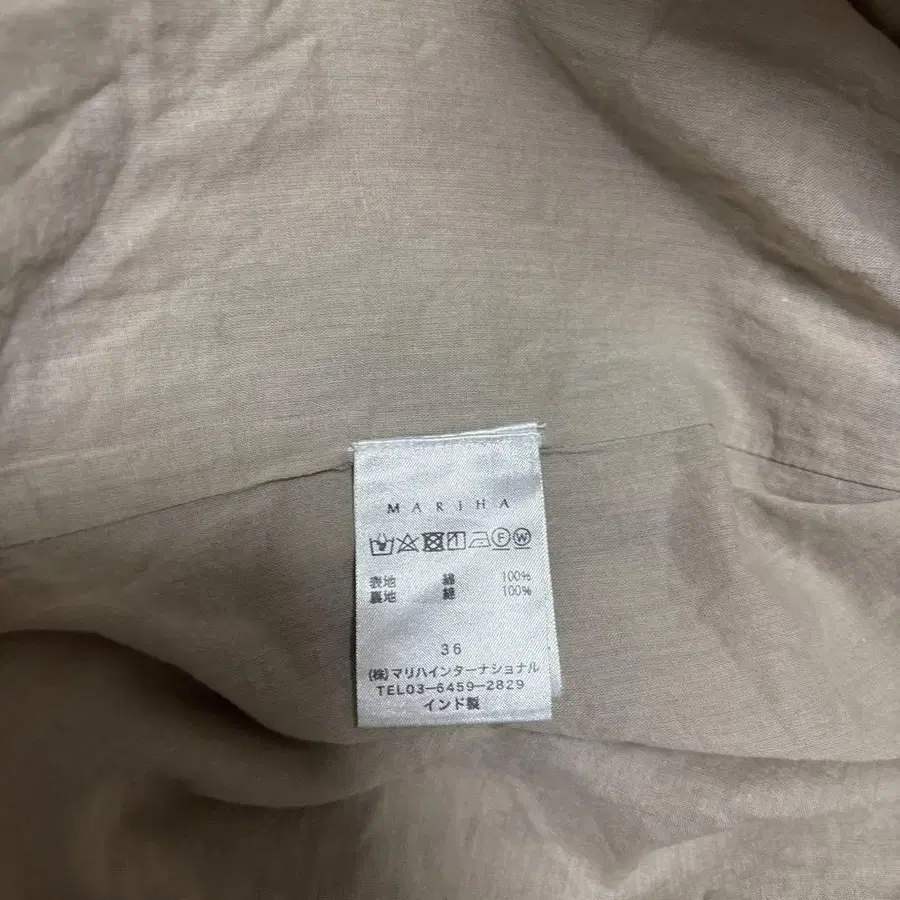 MARIHA
表地 綿 100%
裏地 綿 100%
36
(株)マリハインターナショナル
TEL03-6459-2829
インド製